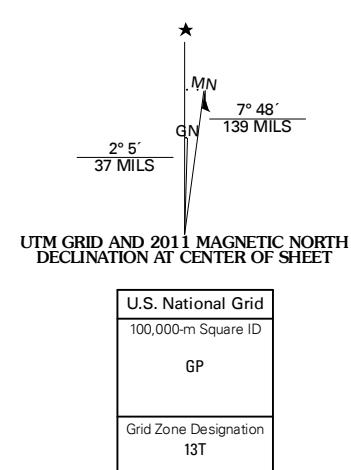 ★
MN
7° 48´
139 MILS
GN
2° 5´
37 MILS
UTM GRID AND 2011 MAGNETIC NORTH
DECLINATION AT CENTER OF SHEET
U.S. National Grid
100,000-m Square ID
GP
Grid Zone Designation
13T